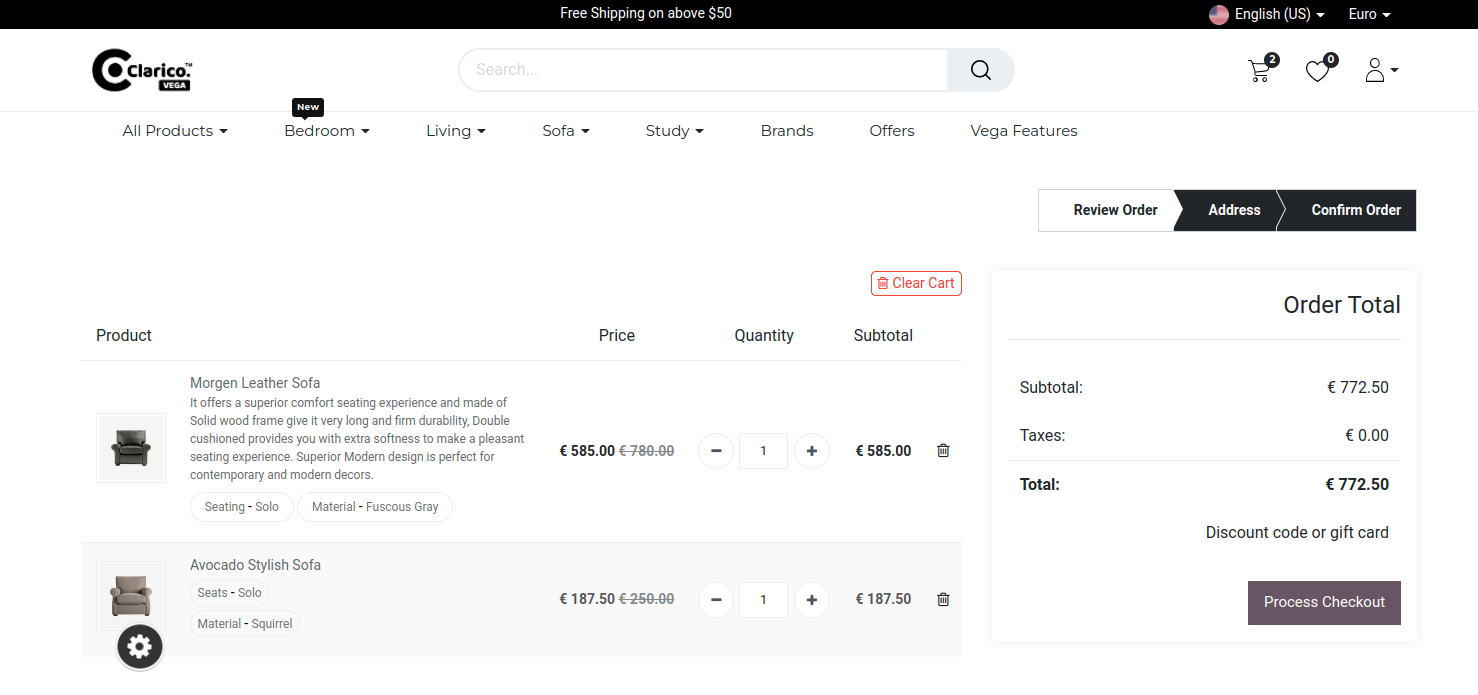 Free Shipping on above $50
English (US)
Euro
Clarico.™
VEGA
Search...
2
0
New
All Products
Bedroom
Living
Sofa
Study
Brands
Offers
Vega Features
Review Order
Address
Confirm Order
Clear Cart
Product Price Quantity Subtotal
Morgen Leather Sofa
It offers a superior comfort seating experience and made of
Solid wood frame give it very long and firm durability, Double
cushioned provides you with extra softness to make a pleasant
seating experience. Superior Modern design is perfect for
contemporary and modern decors.
Seating - Solo
Material - Fuscous Gray
€ 585.00 € 780.00 − 1 + € 585.00
Avocado Stylish Sofa
Seats - Solo
Material - Squirrel
€ 187.50 € 250.00 − 1 + € 187.50
Order Total
Subtotal: € 772.50
Taxes: € 0.00
Total: € 772.50
Discount code or gift card
Process Checkout